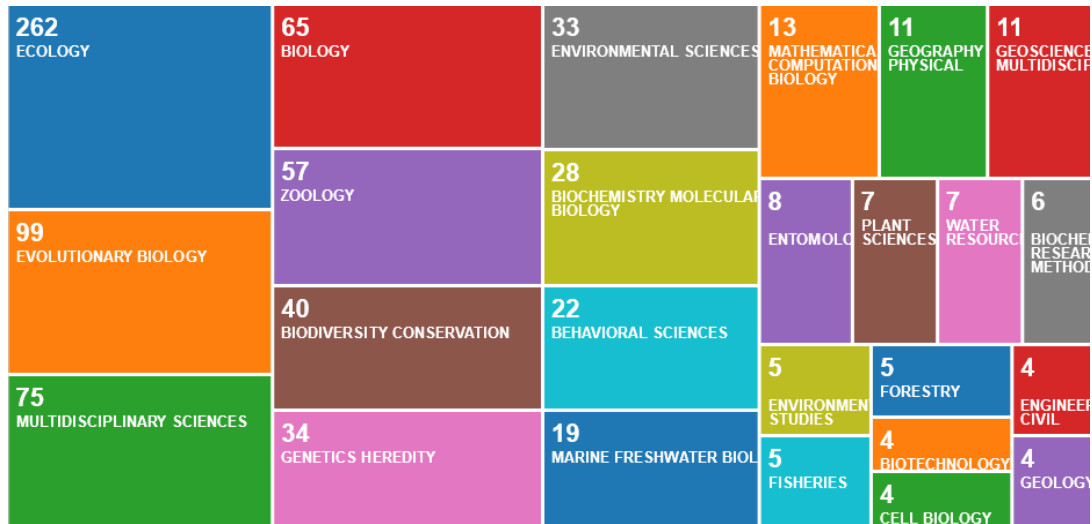 262
ECOLOGY
99
EVOLUTIONARY BIOLOGY
75
MULTIDISCIPLINARY SCIENCES
65
BIOLOGY
57
ZOOLOGY
40
BIODIVERSITY CONSERVATION
34
GENETICS HEREDITY
33
ENVIRONMENTAL SCIENCES
28
BIOCHEMISTRY MOLECULAR
BIOLOGY
22
BEHAVIORAL SCIENCES
19
MARINE FRESHWATER BIOL
13
MATHEMATICA
COMPUTATION
BIOLOGY
11
GEOGRAPHY
PHYSICAL
11
GEOSCIENCE
MULTIDISCIP
8
ENTOMOLO
7
PLANT
SCIENCES
7
WATER
RESOURC
6
BIOCHEM
RESEAR
METHOD
5
ENVIRONMEN
STUDIES
5
FISHERIES
5
FORESTRY
4
BIOTECHNOLOGY
4
CELL BIOLOGY
4
ENGINEER
CIVIL
4
GEOLOGY